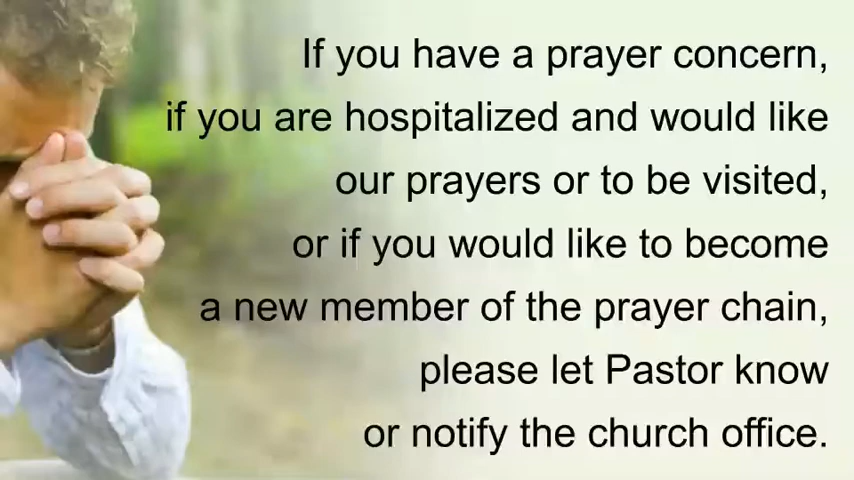 If you have a prayer concern,
if you are hospitalized and would like
our prayers or to be visited,
or if you would like to become
a new member of the prayer chain,
please let Pastor know
or notify the church office.